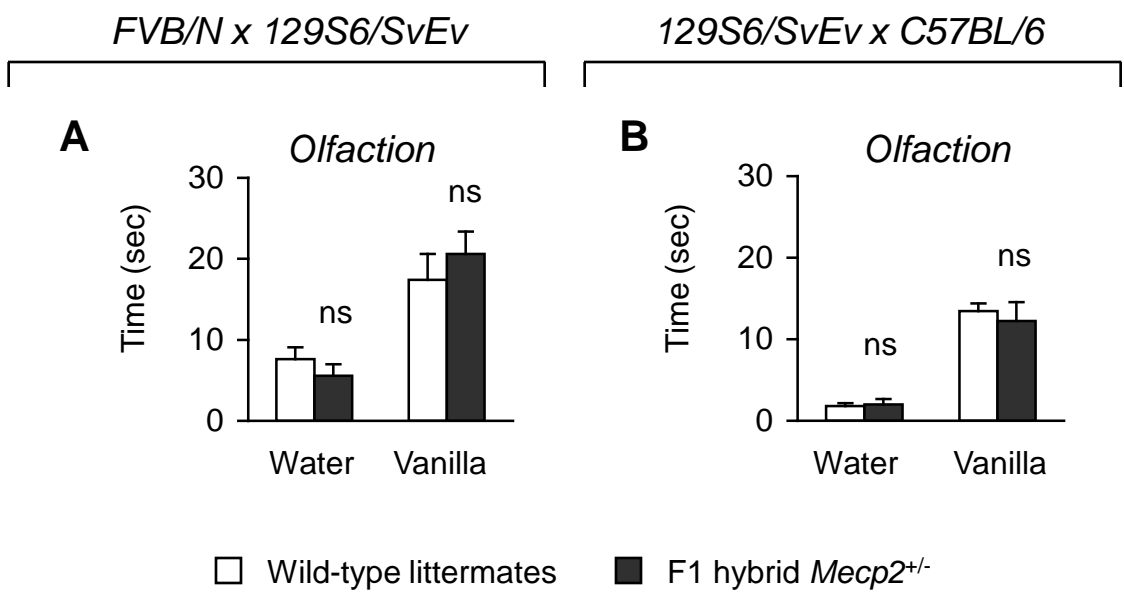 FVB/N x 129S6/SvEv
129S6/SvEv x C57BL/6
A
Olfaction
Time (sec)
30
20
10
0
ns
ns
Water
Vanilla
B
Olfaction
Time (sec)
30
20
10
0
ns
ns
Water
Vanilla
Wild-type littermates
F1 hybrid Mecp2+/-